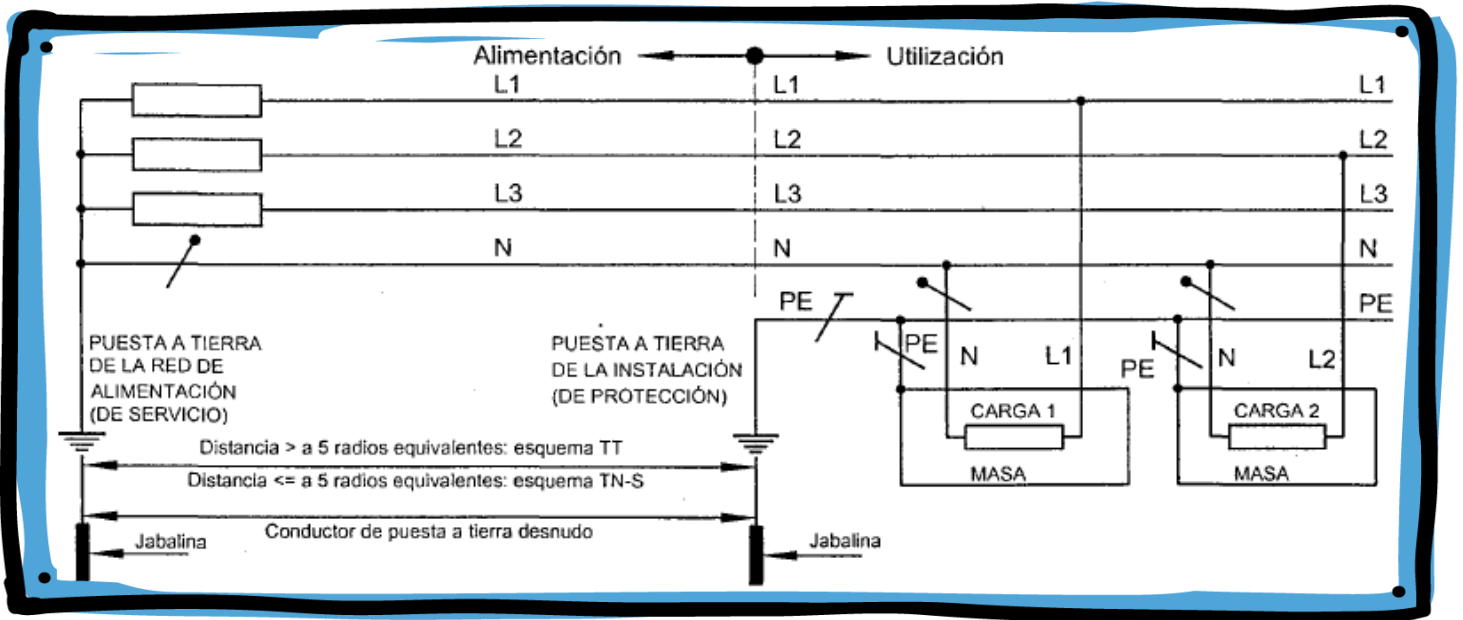 Alimentación
Utilización
L1
L1
L1
L2
L2
L2
L3
L3
L3
N
N
N
PE
PE
PUESTA A TIERRA
DE LA RED DE
ALIMENTACIÓN
(DE SERVICIO)
PUESTA A TIERRA
DE LA INSTALACIÓN
(DE PROTECCIÓN)
PE
N
L1
PE
N
L2
CARGA 1
MASA
CARGA 2
MASA
Distancia > a 5 radios equivalentes: esquema TT
Distancia <= a 5 radios equivalentes: esquema TN-S
Conductor de puesta a tierra desnudo
Jabalina
Jabalina